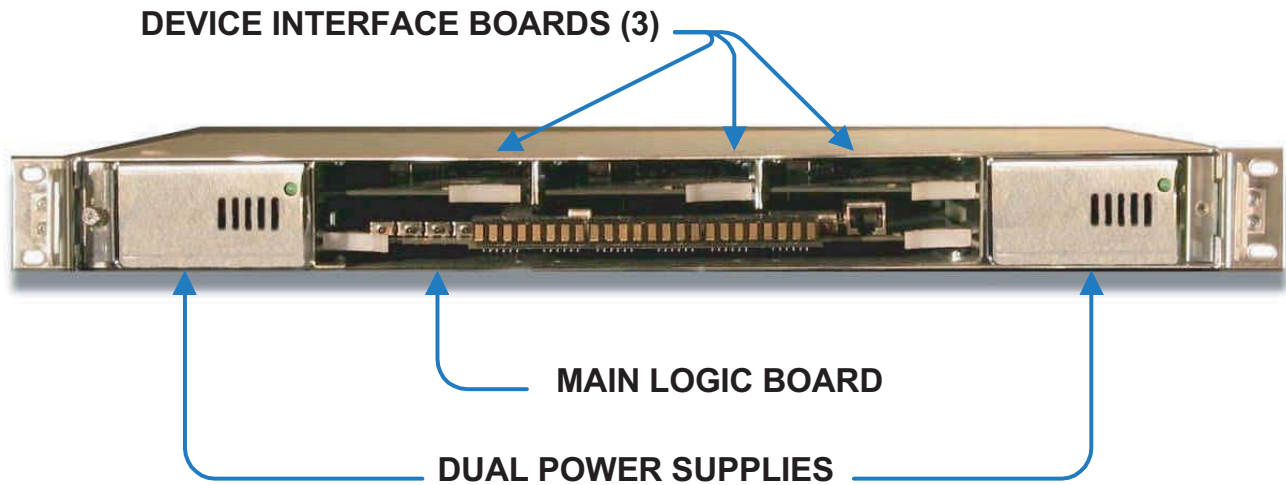 DEVICE INTERFACE BOARDS (3)
MAIN LOGIC BOARD
DUAL POWER SUPPLIES